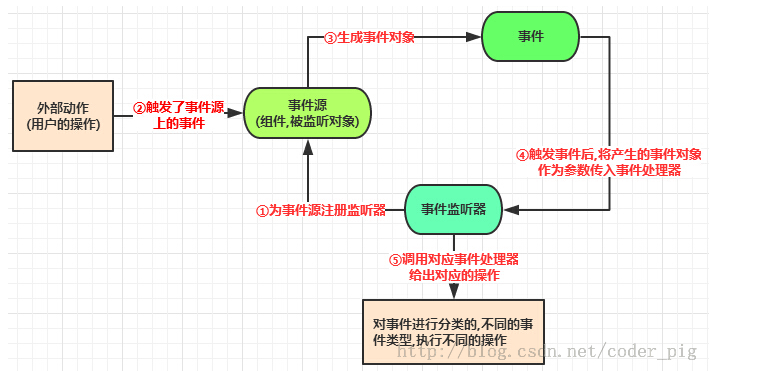 ③生成事件对象
事件
外部动作
(用户的操作)
②触发了事件源
上的事件
事件源
(组件,被监听对象)
④触发事件后,将产生的事件对象
作为参数传入事件处理器
①为事件源注册监听器
事件监听器
⑤调用对应事件处理器
给出对应的操作
对事件进行分类的,不同的事
件类型,执行不同的操作
http://blog.csdn.net/coder_pig